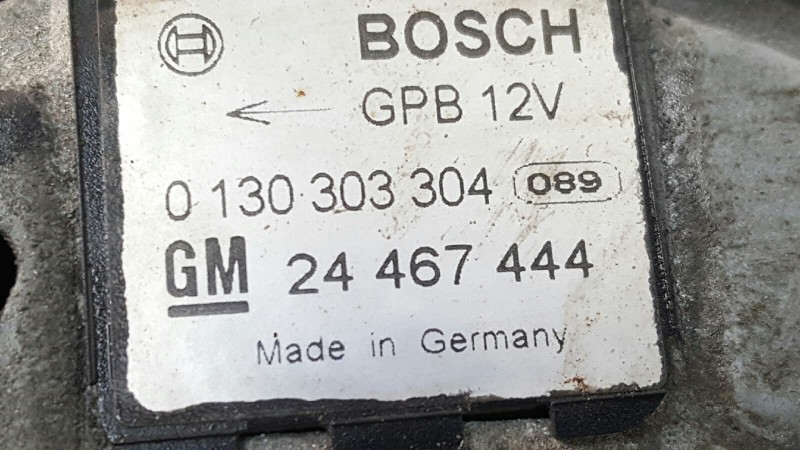 BOSCH
GPB 12V
0 130 303 304 089
GM 24 467 444
Made in Germany